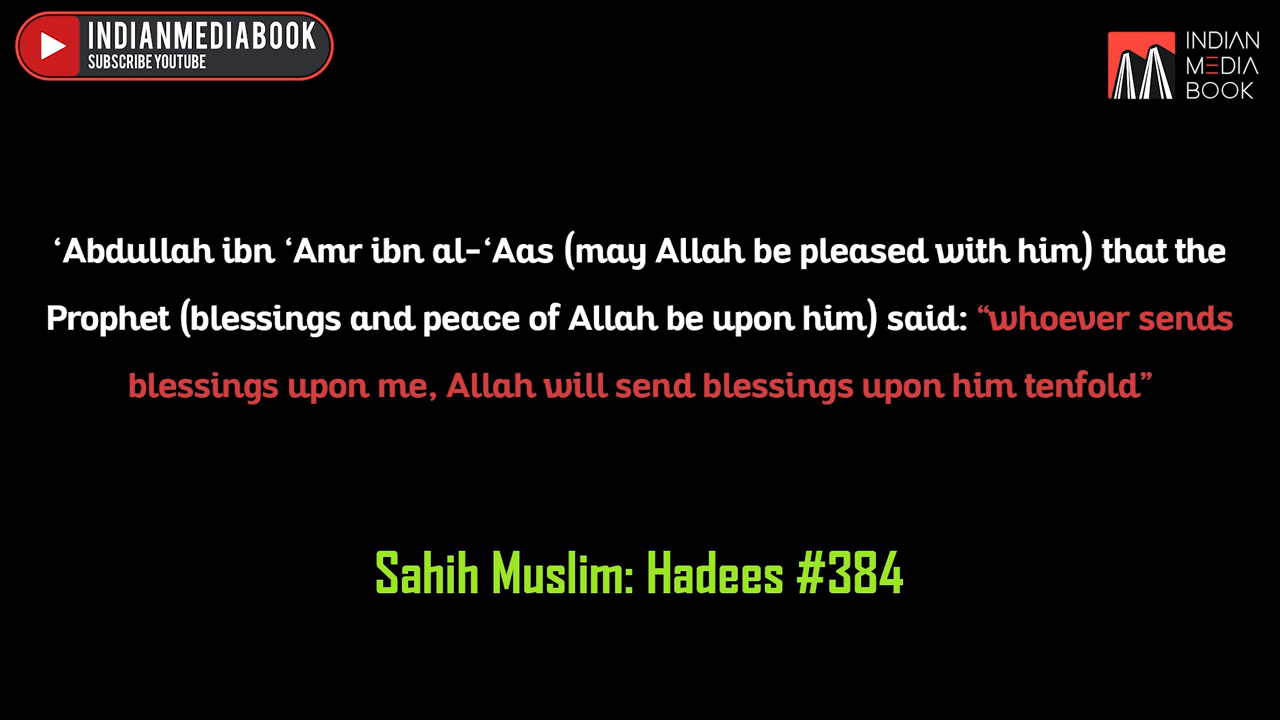 INDIANMEDIABOOK
SUBSCRIBE YOUTUBE
INDIAN
MEDIA
BOOK
‘Abdullah ibn ‘Amr ibn al-‘Aas (may Allah be pleased with him) that the
Prophet (blessings and peace of Allah be upon him) said: “whoever sends
blessings upon me, Allah will send blessings upon him tenfold”
Sahih Muslim: Hadees #384